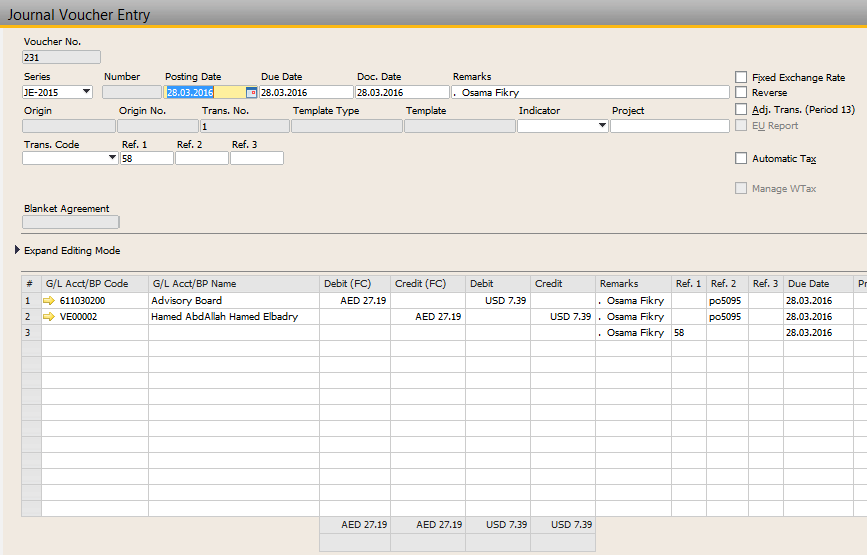 Journal Voucher Entry
Voucher No.
231
Series Number Posting Date Due Date Doc. Date Remarks
JE-2015 28.03.2016 28.03.2016 28.03.2016 . Osama Fikry
Fixed Exchange Rate
Reverse
Origin Origin No. Trans. No. Template Type Template Indicator Project
Adj. Trans. (Period 13)
1
EU Report
Trans. Code Ref. 1 Ref. 2 Ref. 3
58
Automatic Tax
Manage WTax
Blanket Agreement
Expand Editing Mode
# G/L Acct/BP Code G/L Acct/BP Name Debit (FC) Credit (FC) Debit Credit Remarks Ref. 1 Ref. 2 Ref. 3 Due Date Pr
1 611030200 Advisory Board AED 27.19 USD 7.39 . Osama Fikry po5095 28.03.2016
2 VE00002 Hamed AbdAllah Hamed Elbadry AED 27.19 USD 7.39 . Osama Fikry po5095 28.03.2016
3 . Osama Fikry 58 28.03.2016
AED 27.19 AED 27.19 USD 7.39 USD 7.39